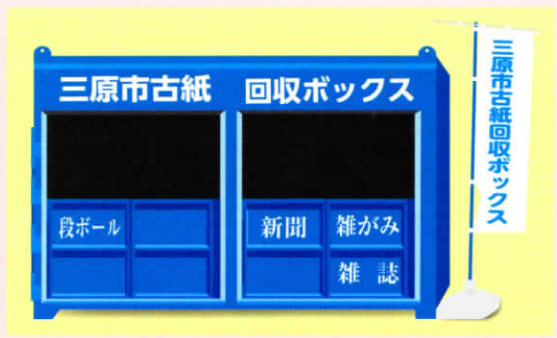 三原市古紙 回収ボックス
段ボール
新聞 雑がみ
雑誌
三原市古紙回収ボックス